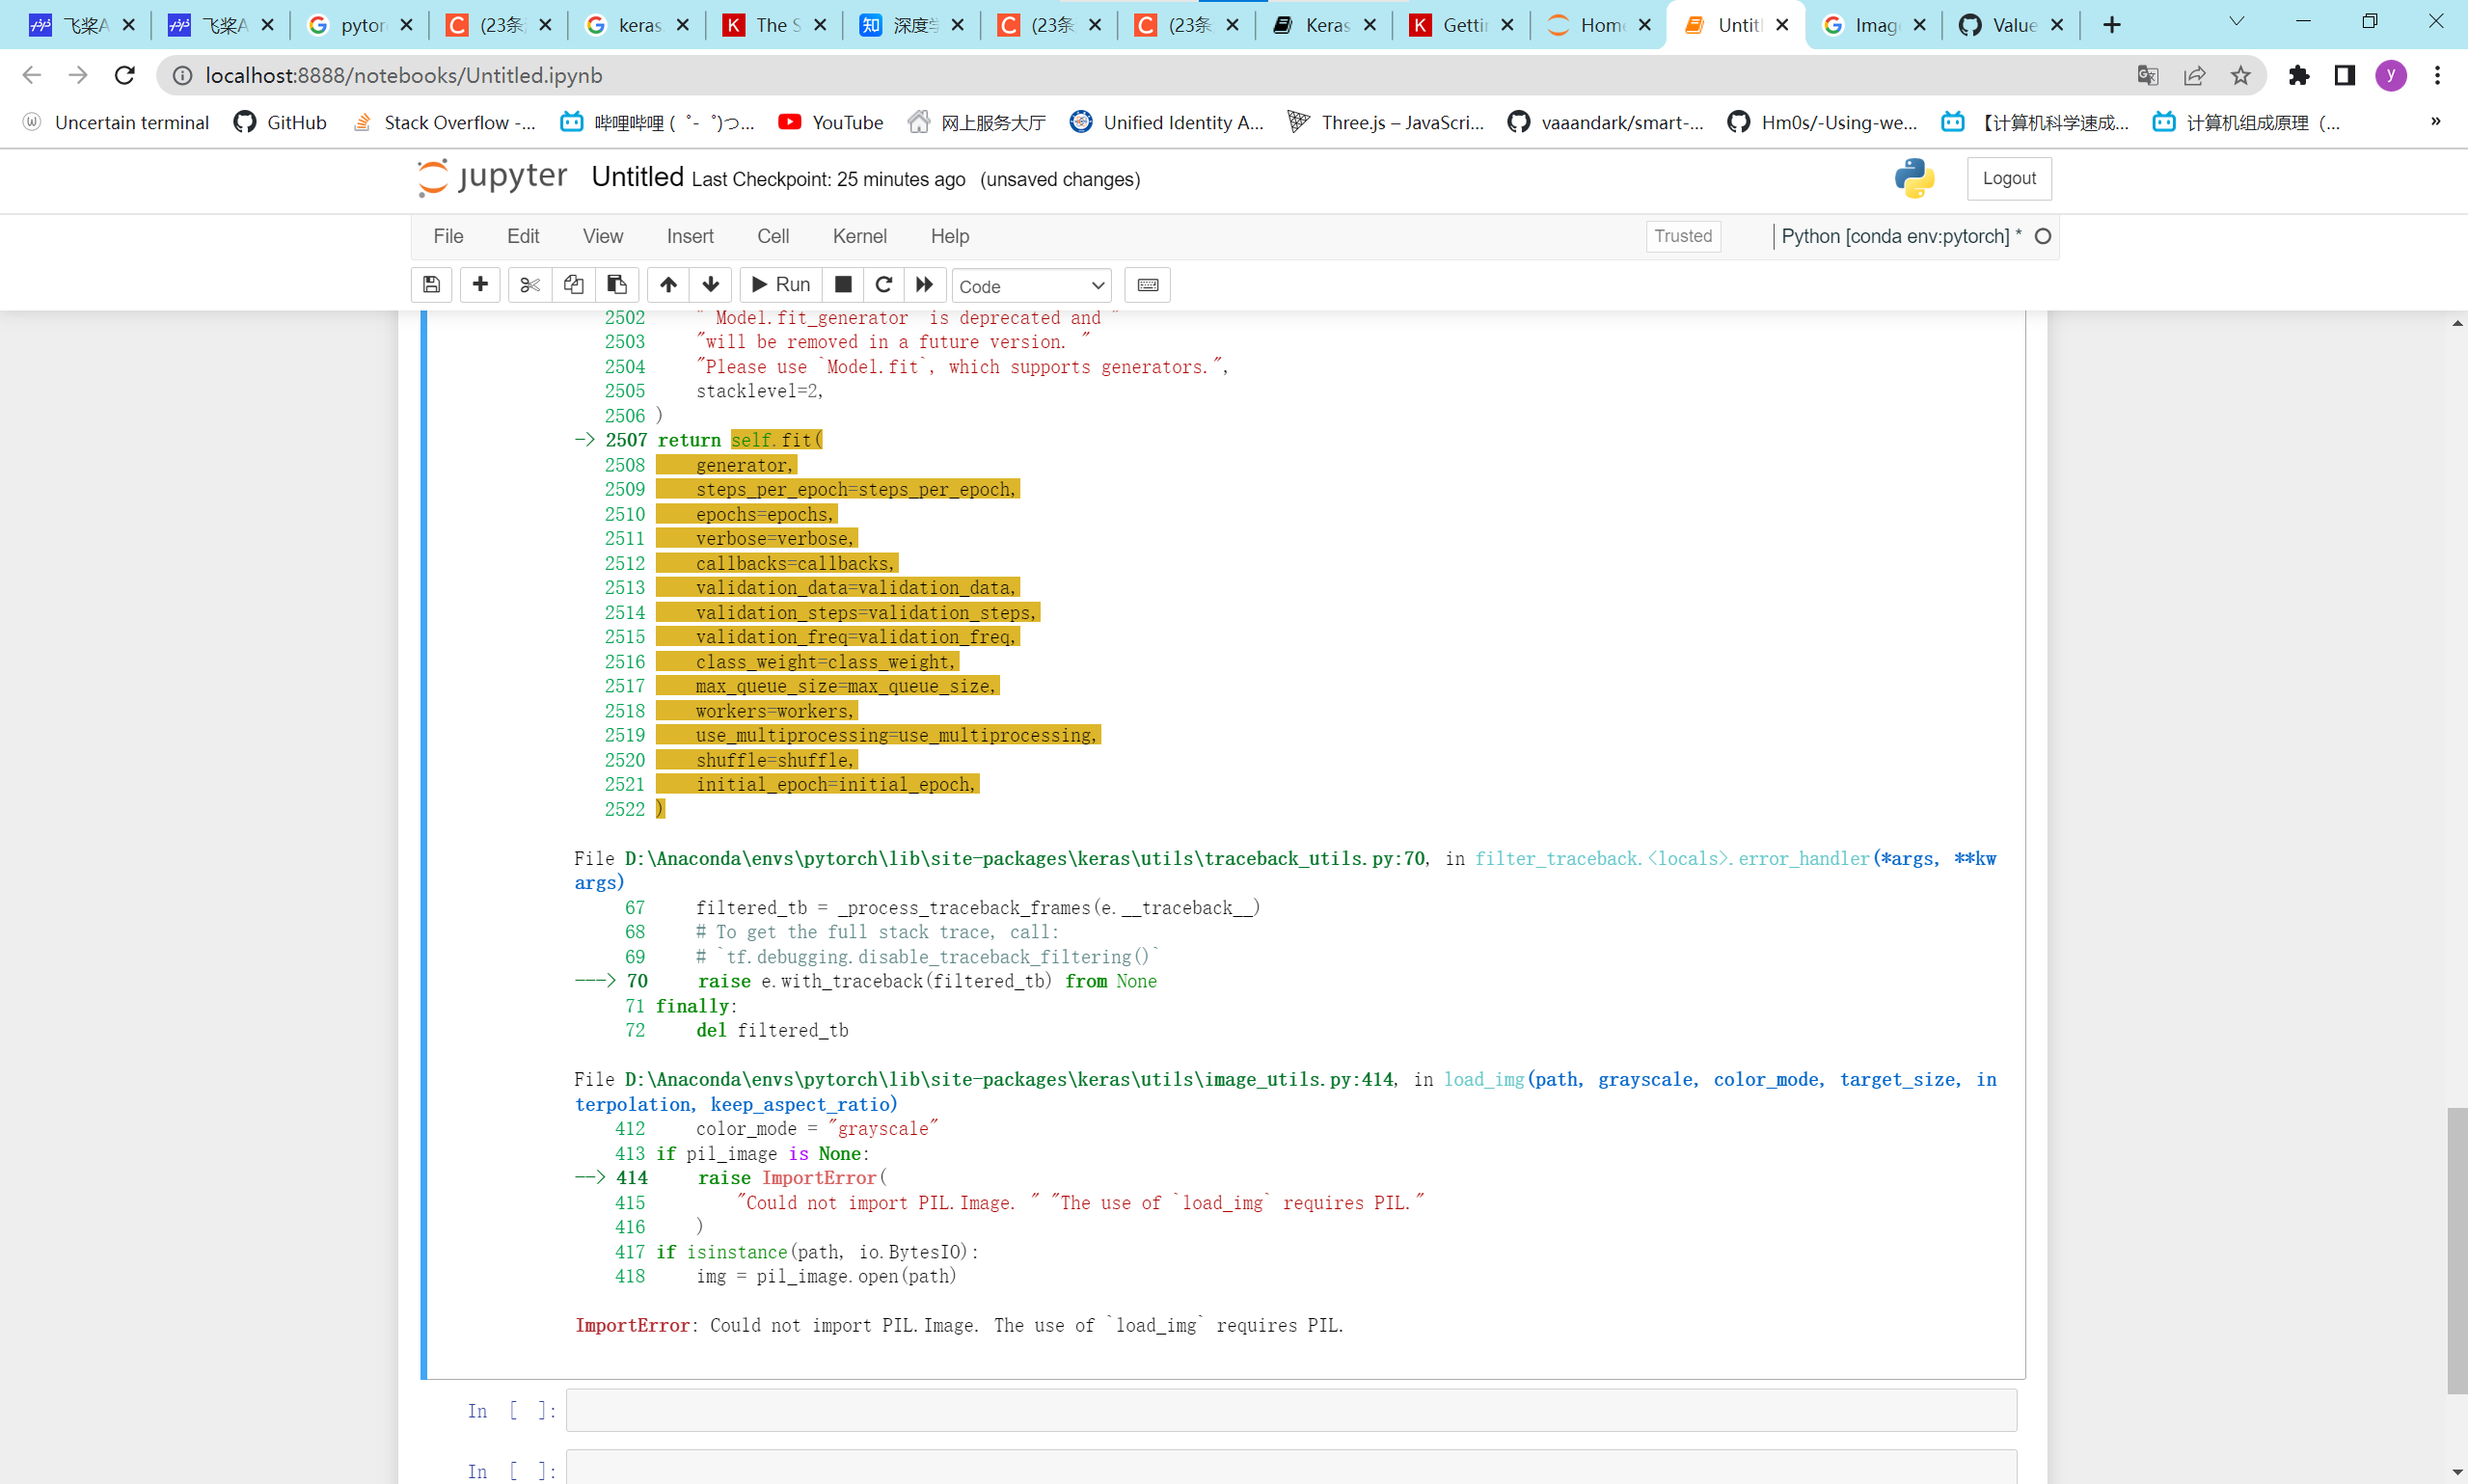 飞桨A
飞桨A
pytor
(23条
keras
The S
深度学
(23条
(23条
Keras
Gettin
Home
Untitl
Imag
Value
localhost:8888/notebooks/Untitled.ipynb
y
Uncertain terminal
GitHub
Stack Overflow -...
哔哩哔哩 ( ゜- ゜)つ...
YouTube
网上服务大厅
Unified Identity A...
Three.js – JavaScri...
vaaandark/smart-...
Hm0s/-Using-we...
【计算机科学速成...
计算机组成原理（...
»
jupyter Untitled Last Checkpoint: 25 minutes ago (unsaved changes)
Logout
File Edit View Insert Cell Kernel Help
Trusted
Python [conda env:pytorch] *
Run
Code
2502 "`Model.fit_generator` is deprecated and "
2503 "will be removed in a future version. "
2504 "Please use `Model.fit`, which supports generators.",
2505 stacklevel=2,
2506 )
-> 2507 return self.fit(
2508 generator,
2509 steps_per_epoch=steps_per_epoch,
2510 epochs=epochs,
2511 verbose=verbose,
2512 callbacks=callbacks,
2513 validation_data=validation_data,
2514 validation_steps=validation_steps,
2515 validation_freq=validation_freq,
2516 class_weight=class_weight,
2517 max_queue_size=max_queue_size,
2518 workers=workers,
2519 use_multiprocessing=use_multiprocessing,
2520 shuffle=shuffle,
2521 initial_epoch=initial_epoch,
2522 )
File D:\Anaconda\envs\pytorch\lib\site-packages\keras\utils\traceback_utils.py:70, in filter_traceback.<locals>.error_handler(*args, **kw
args)
67 filtered_tb = _process_traceback_frames(e.__traceback__)
68 # To get the full stack trace, call:
69 # `tf.debugging.disable_traceback_filtering()`
---> 70 raise e.with_traceback(filtered_tb) from None
71 finally:
72 del filtered_tb
File D:\Anaconda\envs\pytorch\lib\site-packages\keras\utils\image_utils.py:414, in load_img(path, grayscale, color_mode, target_size, in
terpolation, keep_aspect_ratio)
412 color_mode = "grayscale"
413 if pil_image is None:
--> 414 raise ImportError(
415 "Could not import PIL.Image. " "The use of `load_img` requires PIL."
416 )
417 if isinstance(path, io.BytesIO):
418 img = pil_image.open(path)
ImportError: Could not import PIL.Image. The use of `load_img` requires PIL.
In [ ]:
In [ ]: